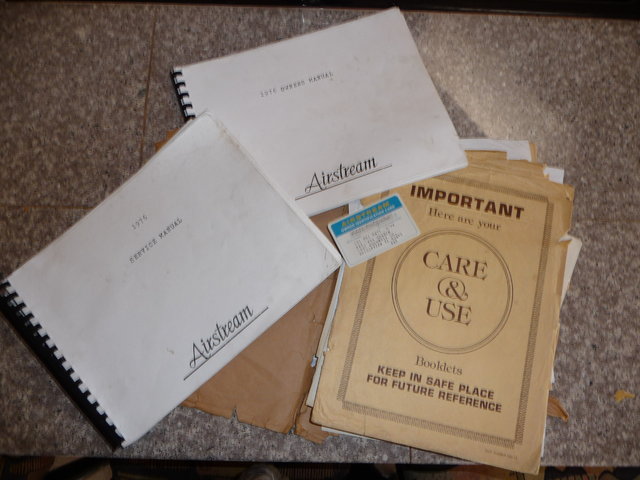 1976 OWNERS MANUAL
Airstream
1976
SERVICE MANUAL
Airstream
AIRSTREAM
IMPORTANT
Here are your
CARE
&
USE
Booklets
KEEP IN SAFE PLACE
FOR FUTURE REFERENCE